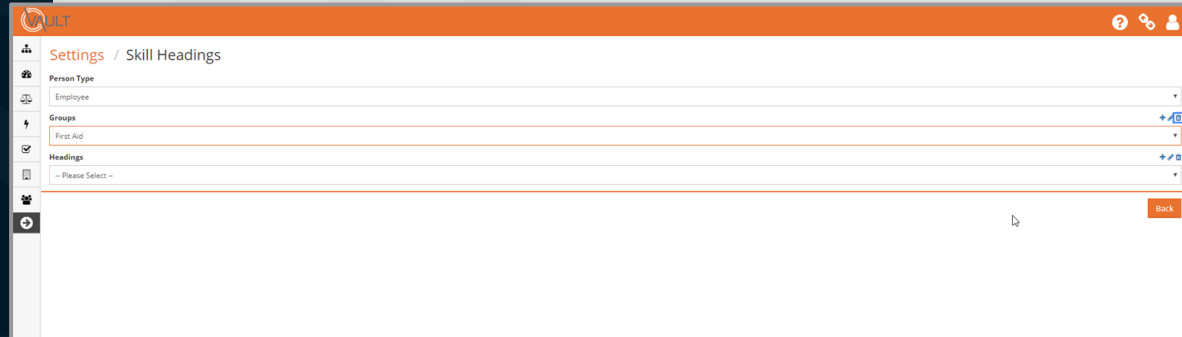 VAULT
Settings / Skill Headings
Person Type
Employee
Groups
First Aid
Headings
-- Please Select --
Back